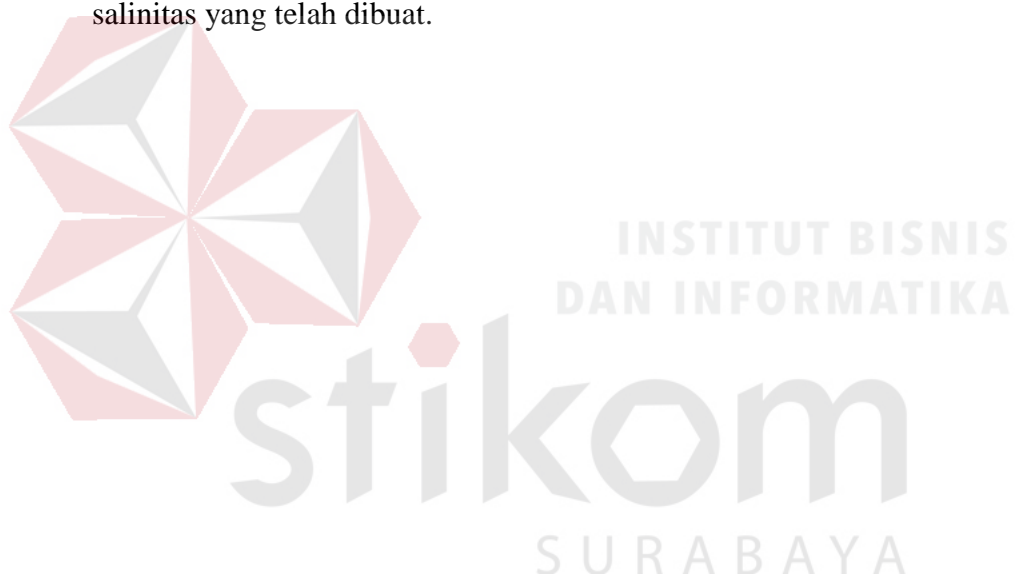 salinitas yang telah dibuat.
INSTITUT BISNIS
DAN INFORMATIKA
stikom
SURABAYA